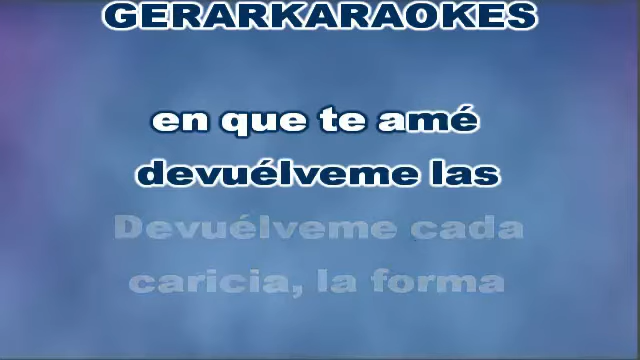 GERARKARAOKES
en que te amé
devuélveme las
Devuélveme cada
caricia, la forma